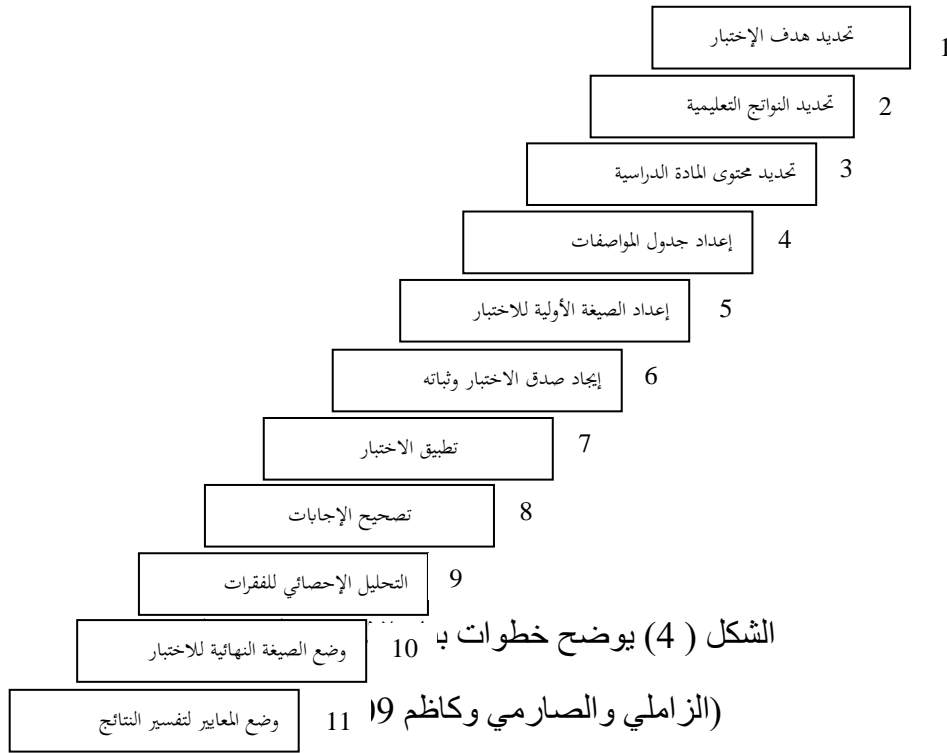 تحديد هدف الإختبار 1
تحديد النواتج التعليمية 2
تحديد محتوى المادة الدراسية 3
إعداد جدول المواصفات 4
إعداد الصيغة الأولية للاختبار 5
إيجاد صدق الاختبار وثباته 6
تطبيق الاختبار 7
تصحيح الإجابات 8
التحليل الإحصائي للفقرات 9
الشكل ( 4) يوضح خطوات
وضع الصيغة النهائية للاختبار 10
(الزاملي والصارمي وكاظم
وضع المعايير لتفسير النتائج 11